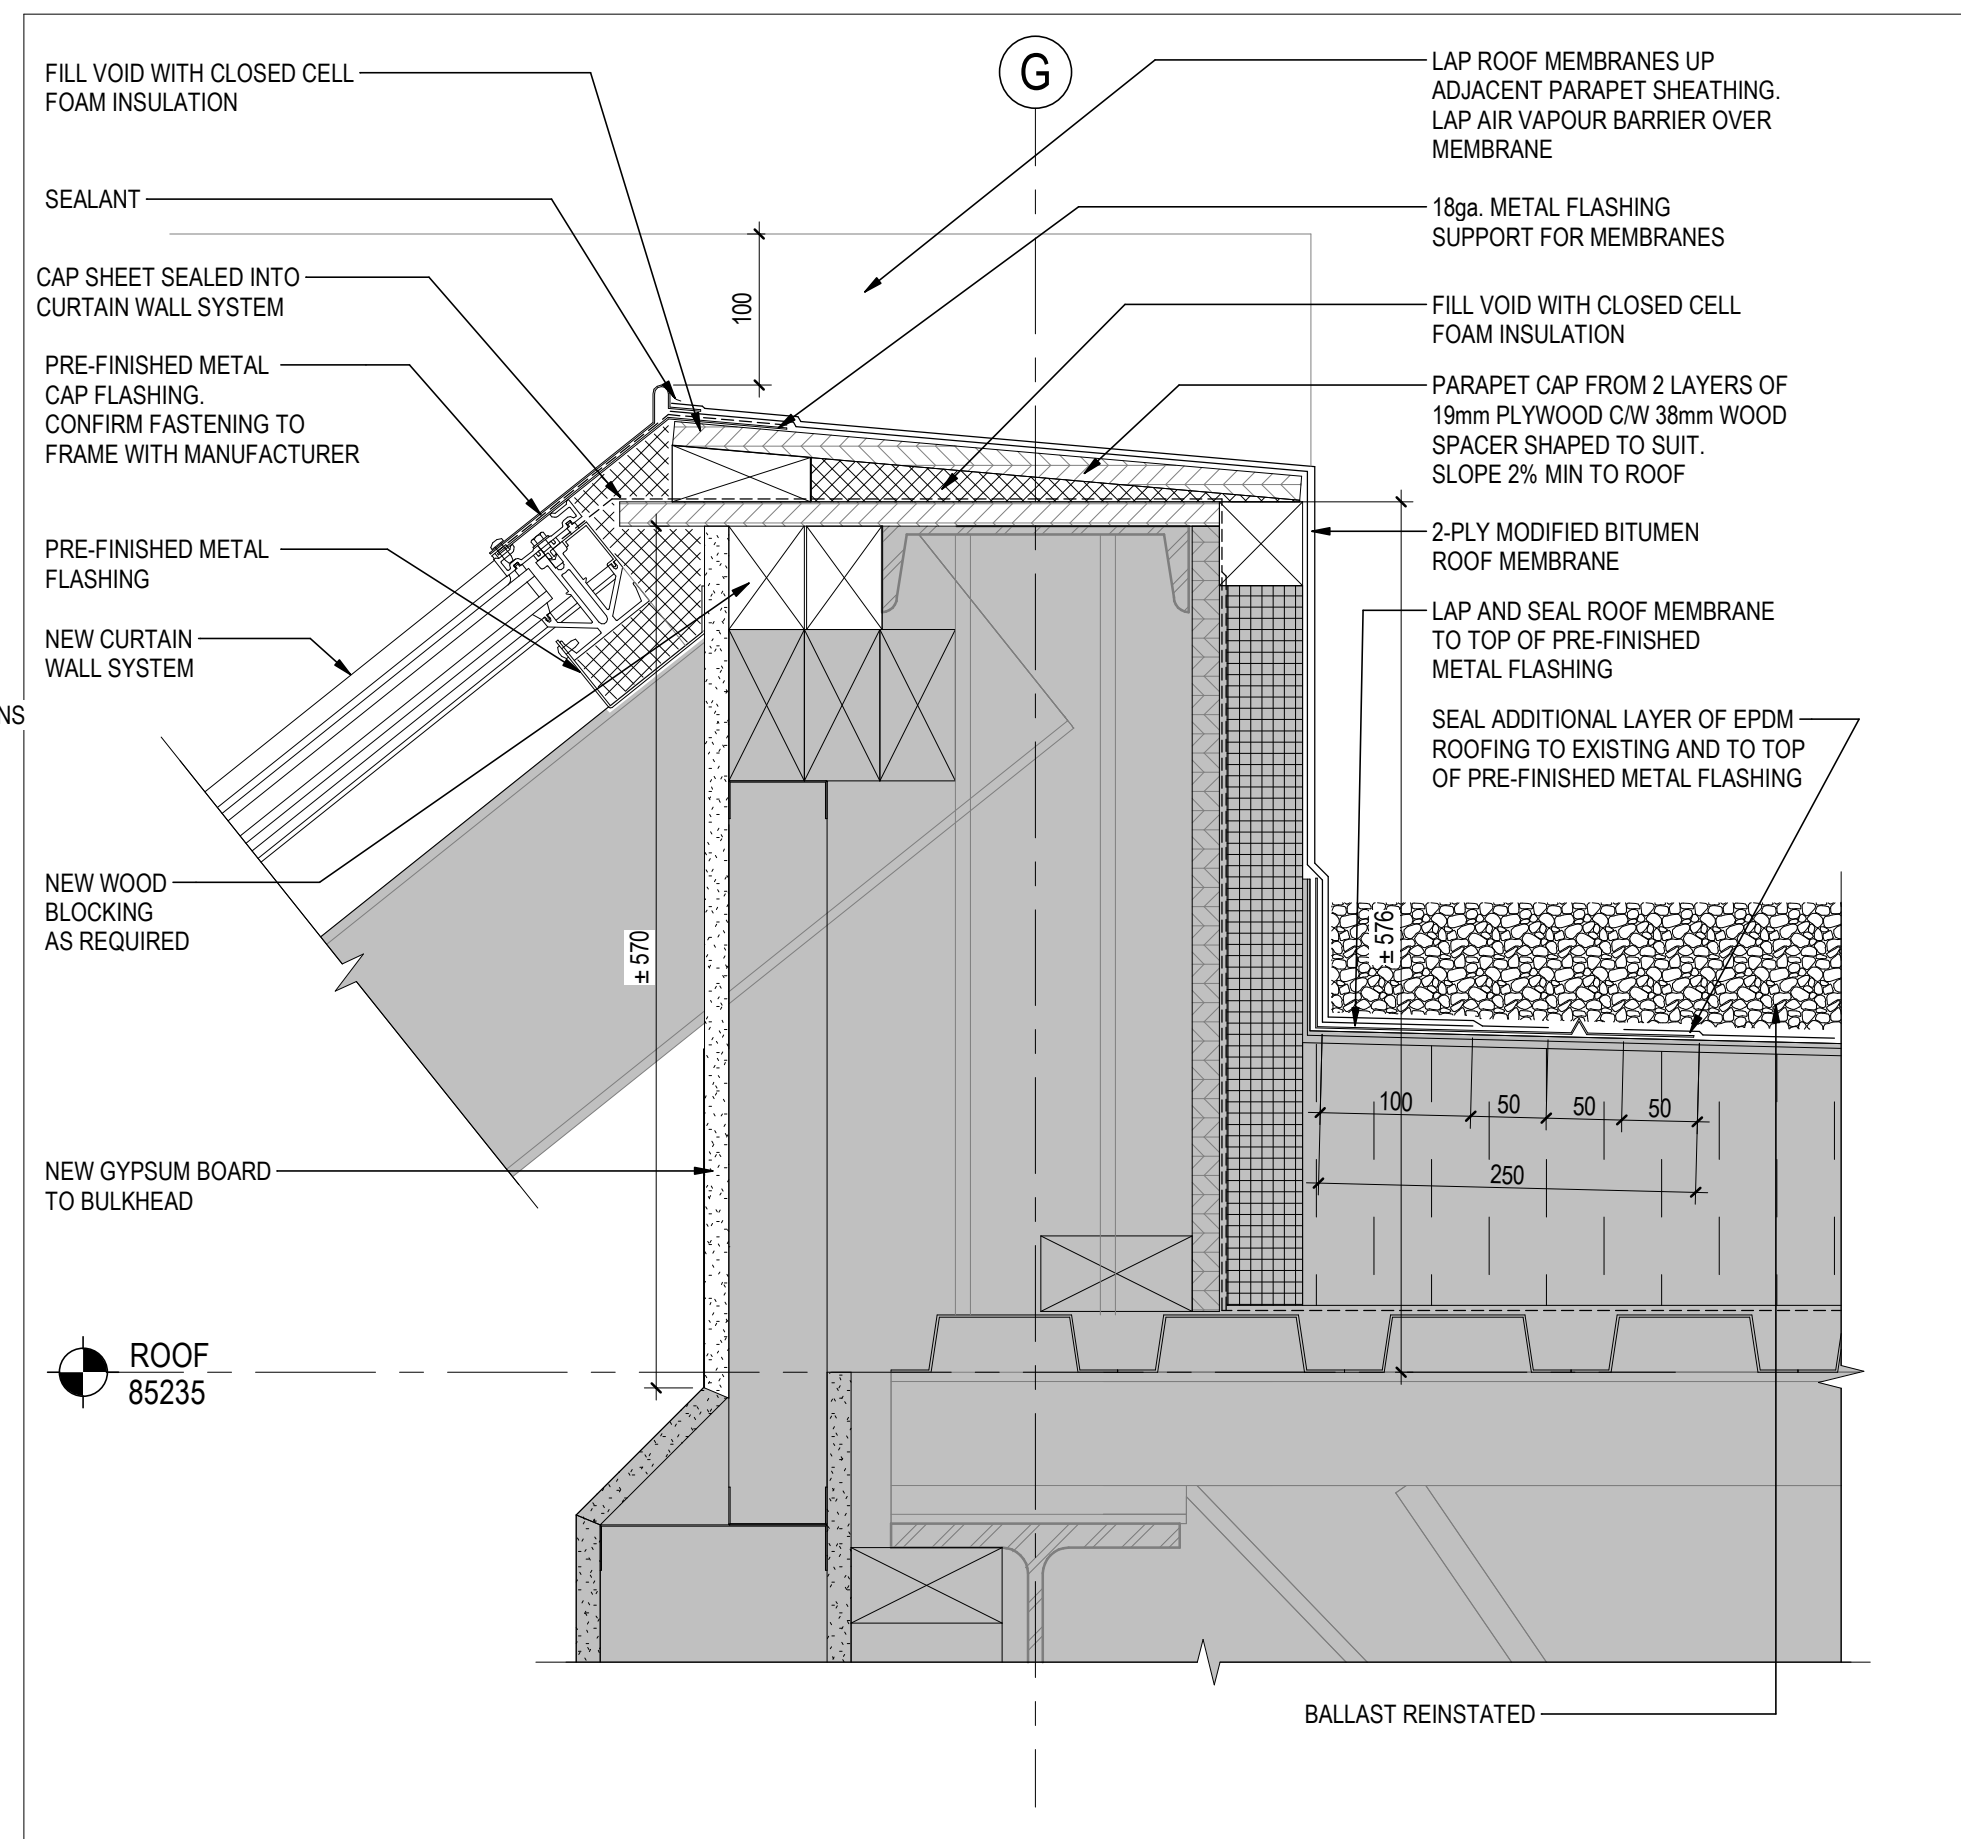 FILL VOID WITH CLOSED CELL
FOAM INSULATION
SEALANT
CAP SHEET SEALED INTO
CURTAIN WALL SYSTEM
PRE-FINISHED METAL
CAP FLASHING.
CONFIRM FASTENING TO
FRAME WITH MANUFACTURER
PRE-FINISHED METAL
FLASHING
NEW CURTAIN
WALL SYSTEM
NS
NEW WOOD
BLOCKING
AS REQUIRED
NEW GYPSUM BOARD
TO BULKHEAD
ROOF
85235
G
100
± 570
± 576
100
50
50
50
250
LAP ROOF MEMBRANES UP
ADJACENT PARAPET SHEATHING.
LAP AIR VAPOUR BARRIER OVER
MEMBRANE
18ga. METAL FLASHING
SUPPORT FOR MEMBRANES
FILL VOID WITH CLOSED CELL
FOAM INSULATION
PARAPET CAP FROM 2 LAYERS OF
19mm PLYWOOD C/W 38mm WOOD
SPACER SHAPED TO SUIT.
SLOPE 2% MIN TO ROOF
2-PLY MODIFIED BITUMEN
ROOF MEMBRANE
LAP AND SEAL ROOF MEMBRANE
TO TOP OF PRE-FINISHED
METAL FLASHING
SEAL ADDITIONAL LAYER OF EPDM
ROOFING TO EXISTING AND TO TOP
OF PRE-FINISHED METAL FLASHING
BALLAST REINSTATED